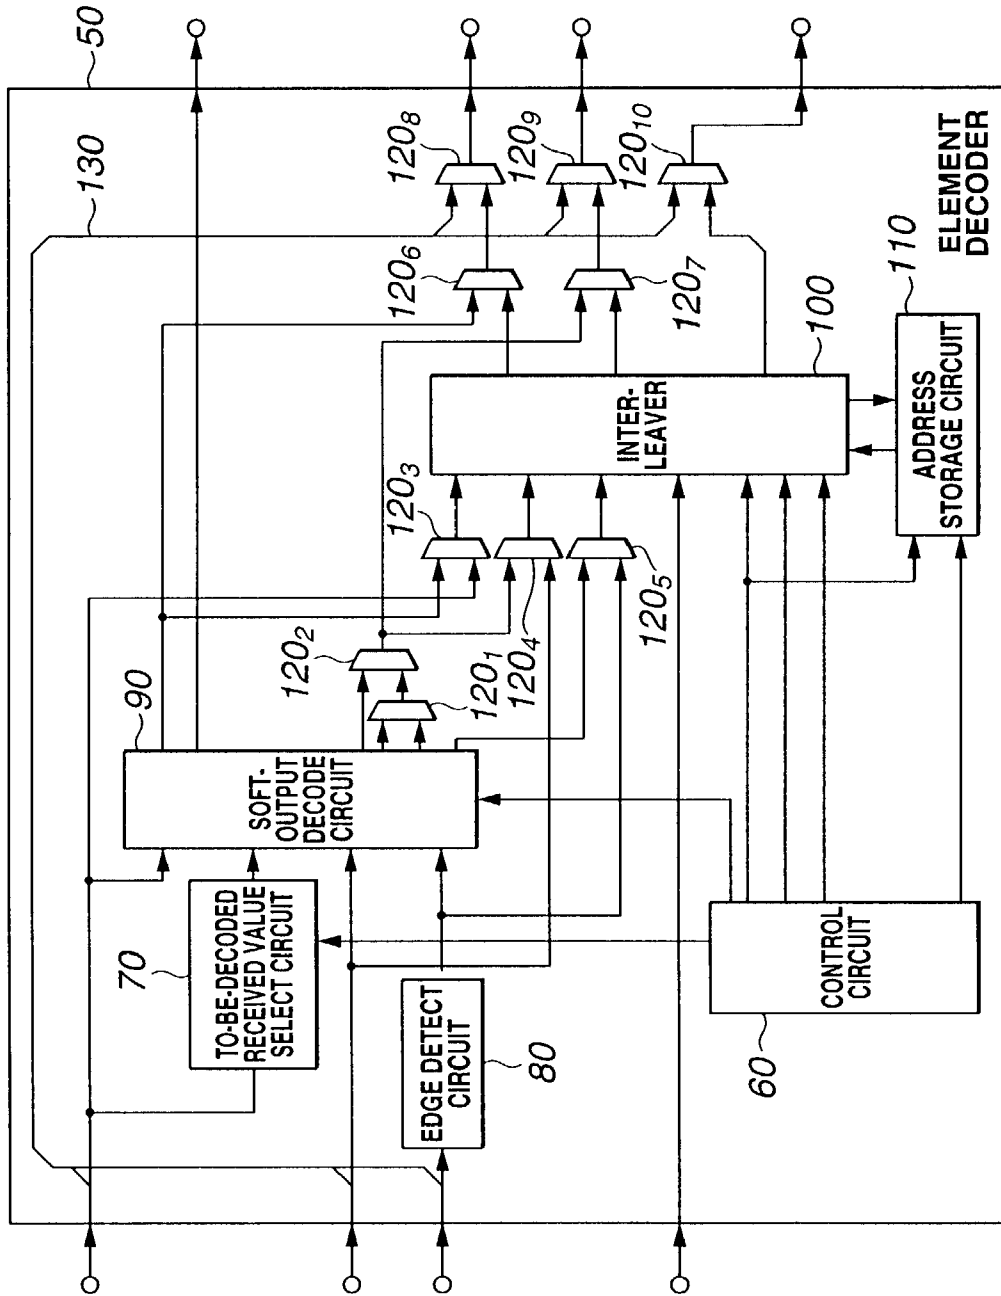 50
130
120₈
120₉
120₁₀
ELEMENT
DECODER
120₆
120₇
110
100
ADDRESS
STORAGE CIRCUIT
INTER-
LEAVER
120₃
120₄
120₅
120₂
120₁
90
SOFT-
OUTPUT
DECODE
CIRCUIT
70
TO-BE-DECODED
RECEIVED VALUE
SELECT CIRCUIT
EDGE DETECT
CIRCUIT
80
CONTROL
CIRCUIT
60